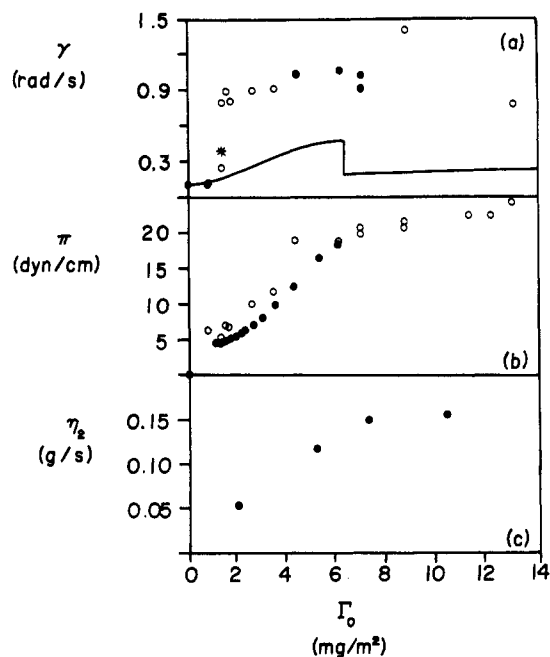 1.5
γ
(a)
(rad/s)
0.9
*
0.3
π
20
(dyn/cm)
15
10
5
(b)
η₂
0.15
(g/s)
0.10
0.05
(c)
0 2 4 6 8 10 12 14
Γ₀
(mg/m²)